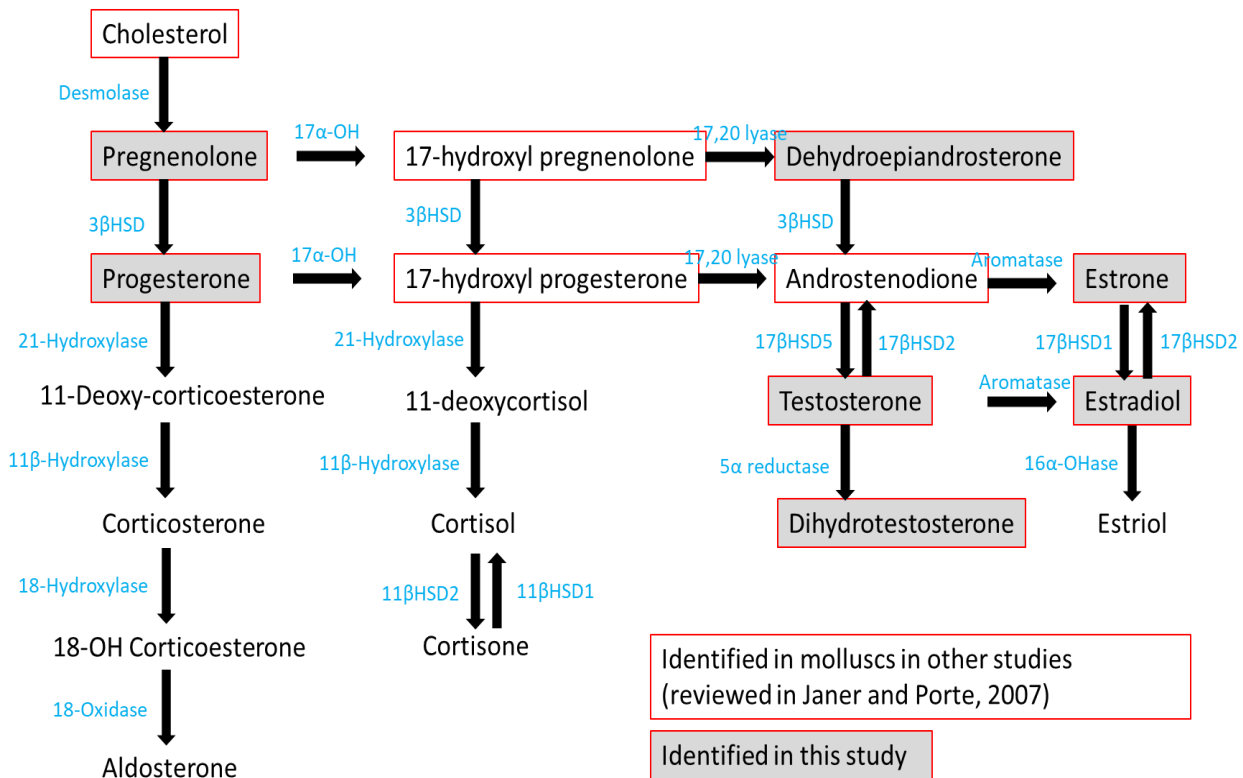 Cholesterol
Desmolase
17α-OH
17,20 lyase
Pregnenolone
17-hydroxyl pregnenolone
Dehydroepiandrosterone
3βHSD
3βHSD
3βHSD
17α-OH
17,20 lyase
Aromatase
Progesterone
17-hydroxyl progesterone
Androstenodione
Estrone
21-Hydroxylase
21-Hydroxylase
17βHSD5
17βHSD2
17βHSD1
17βHSD2
Aromatase
11-Deoxy-corticoesterone
11-deoxycortisol
Testosterone
Estradiol
11β-Hydroxylase
11β-Hydroxylase
5α reductase
16α-OHase
Corticosterone
Cortisol
Dihydrotestosterone
Estriol
18-Hydroxylase
11βHSD2
11βHSD1
18-OH Corticoesterone
Cortisone
Identified in molluscs in other studies
(reviewed in Janer and Porte, 2007)
18-Oxidase
Aldosterone
Identified in this study